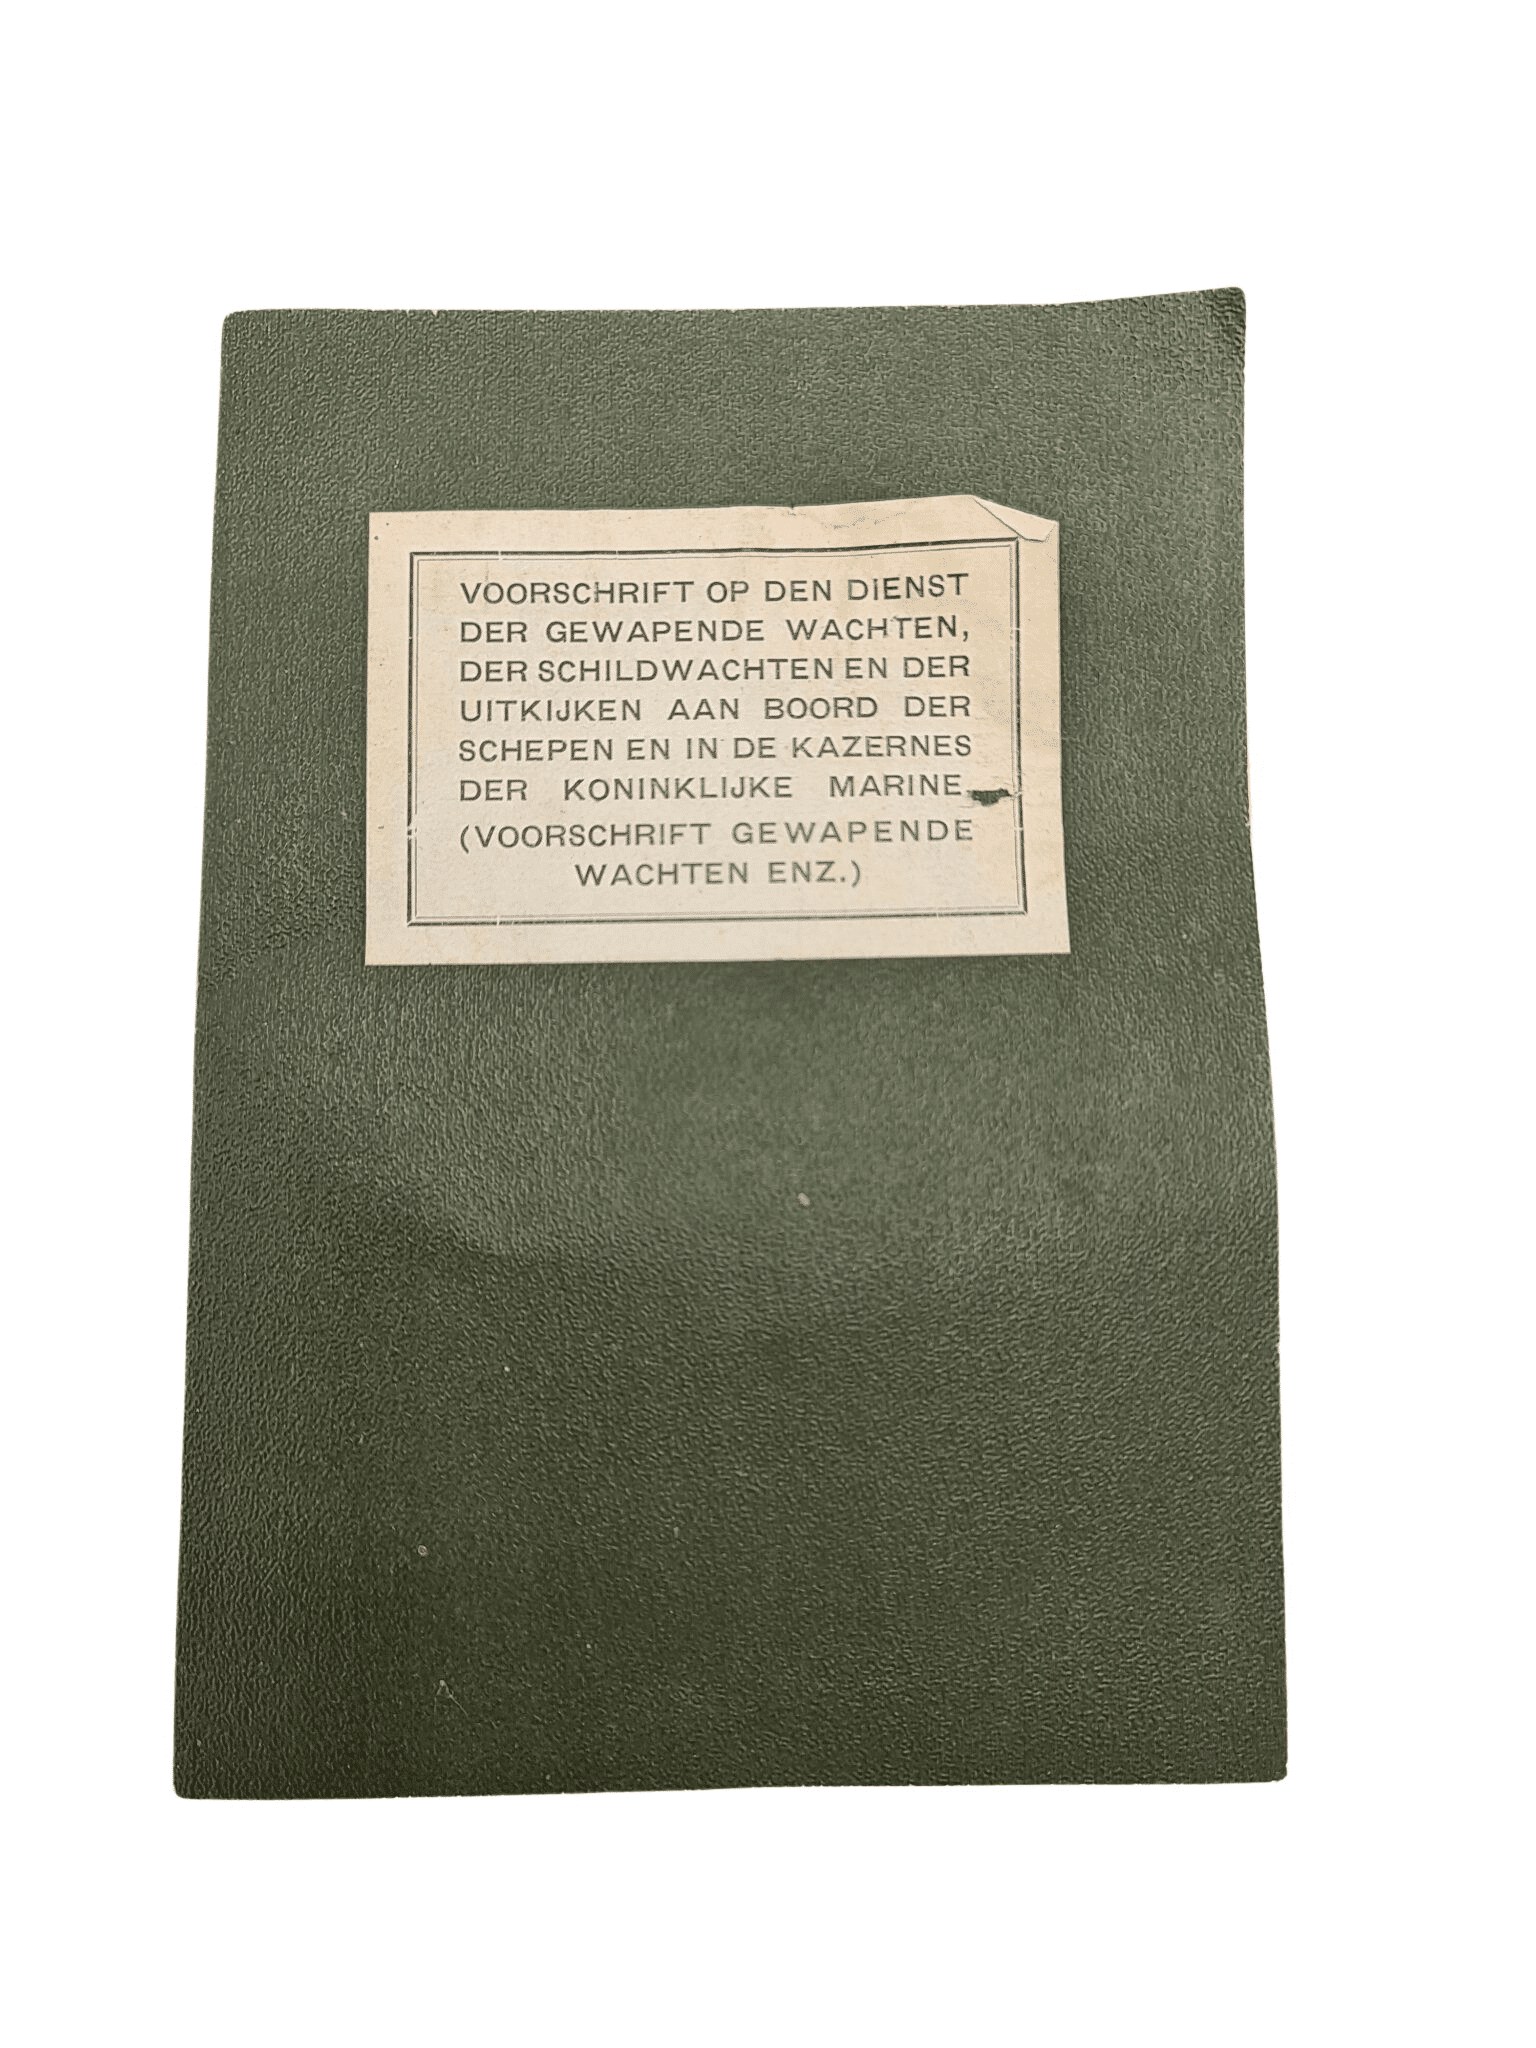 VOORSCHRIFT OP DEN DIENST
DER GEWAPENDE WACHTEN,
DER SCHILDWACHTEN EN DER
UITKIJKEN AAN BOORD DER
SCHEPEN EN IN DE KAZERNES
DER KONINKLIJKE MARINE.
(VOORSCHRIFT GEWAPENDE
WACHTEN ENZ.)